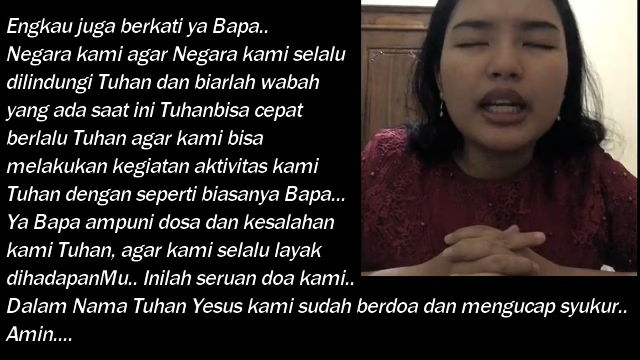 Engkau juga berkati ya Bapa..
Negara kami agar Negara kami selalu
dilindungi Tuhan dan biarlah wabah
yang ada saat ini Tuhanbisa cepat
berlalu Tuhan agar kami bisa
melakukan kegiatan aktivitas kami
Tuhan dengan seperti biasanya Bapa...
Ya Bapa ampuni dosa dan kesalahan
kami Tuhan, agar kami selalu layak
dihadapanMu.. Inilah seruan doa kami..
Dalam Nama Tuhan Yesus kami sudah berdoa dan mengucap syukur..
Amin....